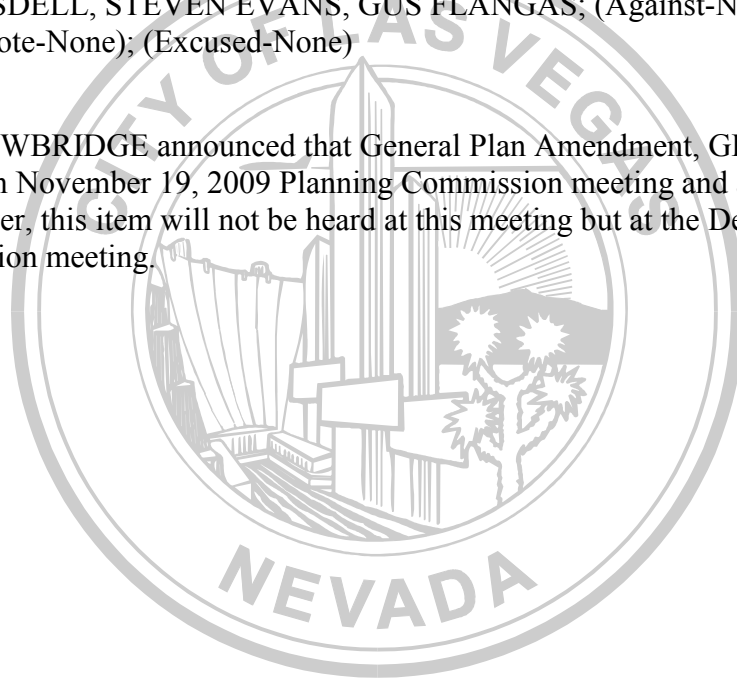 SDELL, STEVEN EVANS, GUS FLANGAS; (Against-N
ote-None); (Excused-None)
WBRIDGE announced that General Plan Amendment, G
n November 19, 2009 Planning Commission meeting and
er, this item will not be heard at this meeting but at the De
ion meeting.
CITY OF LAS VEGAS
NEVADA